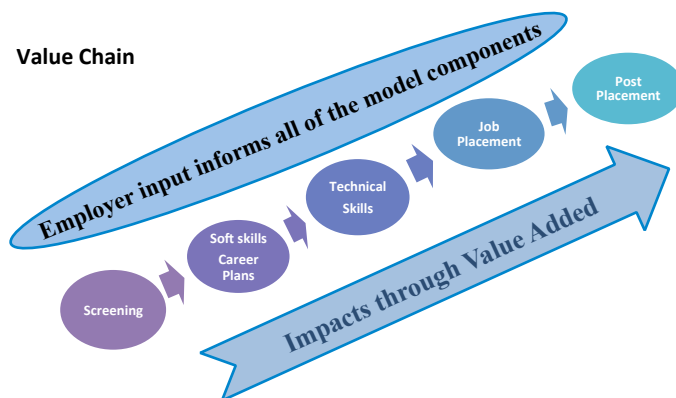 Value Chain
Employer input informs all of the model components
Post
Placement
Job
Placement
Technical
Skills
Soft skills
Career
Plans
Screening
Impacts through Value Added